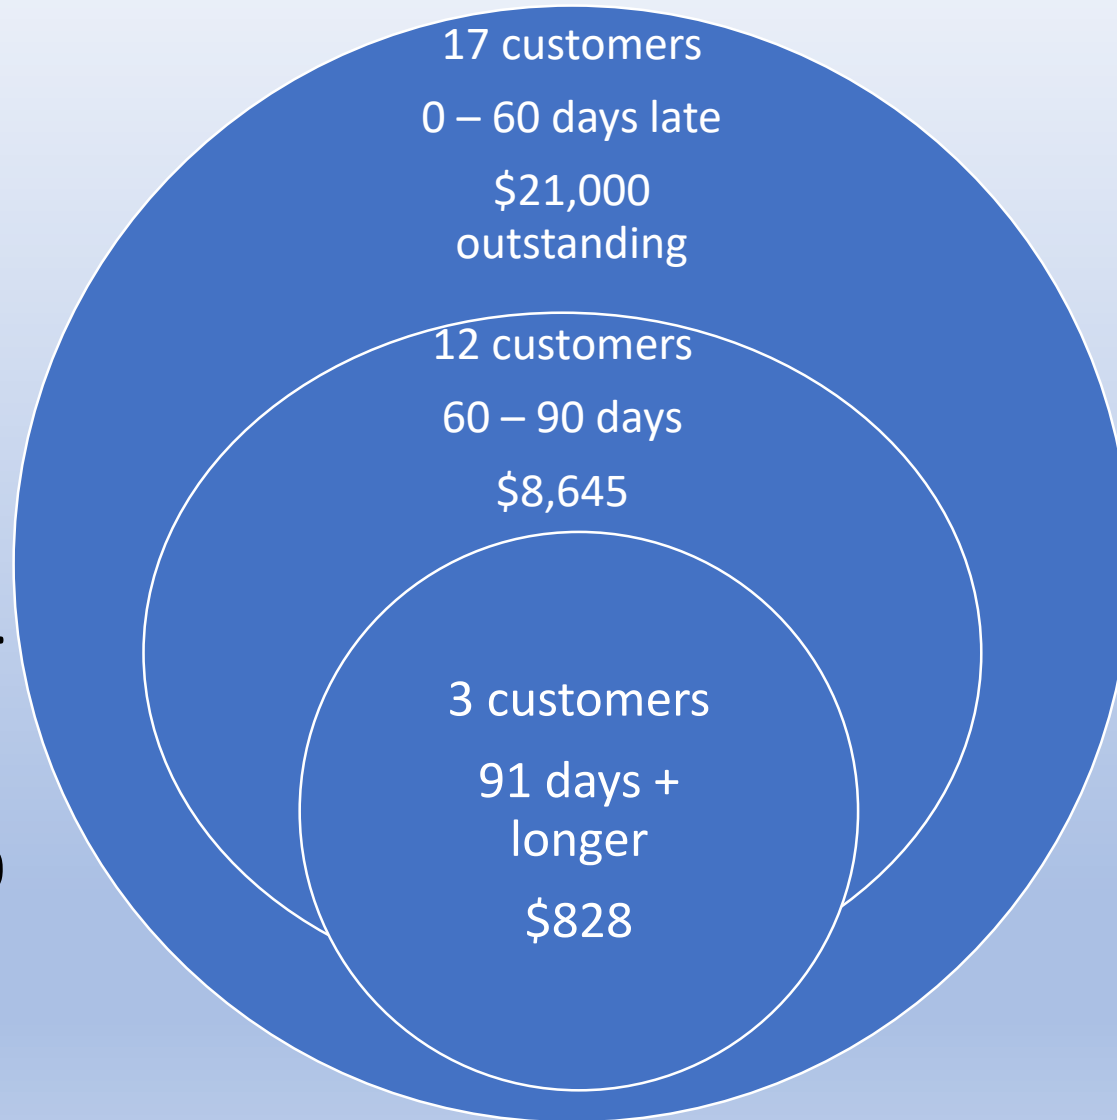 17 customers
0 – 60 days late
$21,000
outstanding
12 customers
60 – 90 days
$8,645
3 customers
91 days +
longer
$828